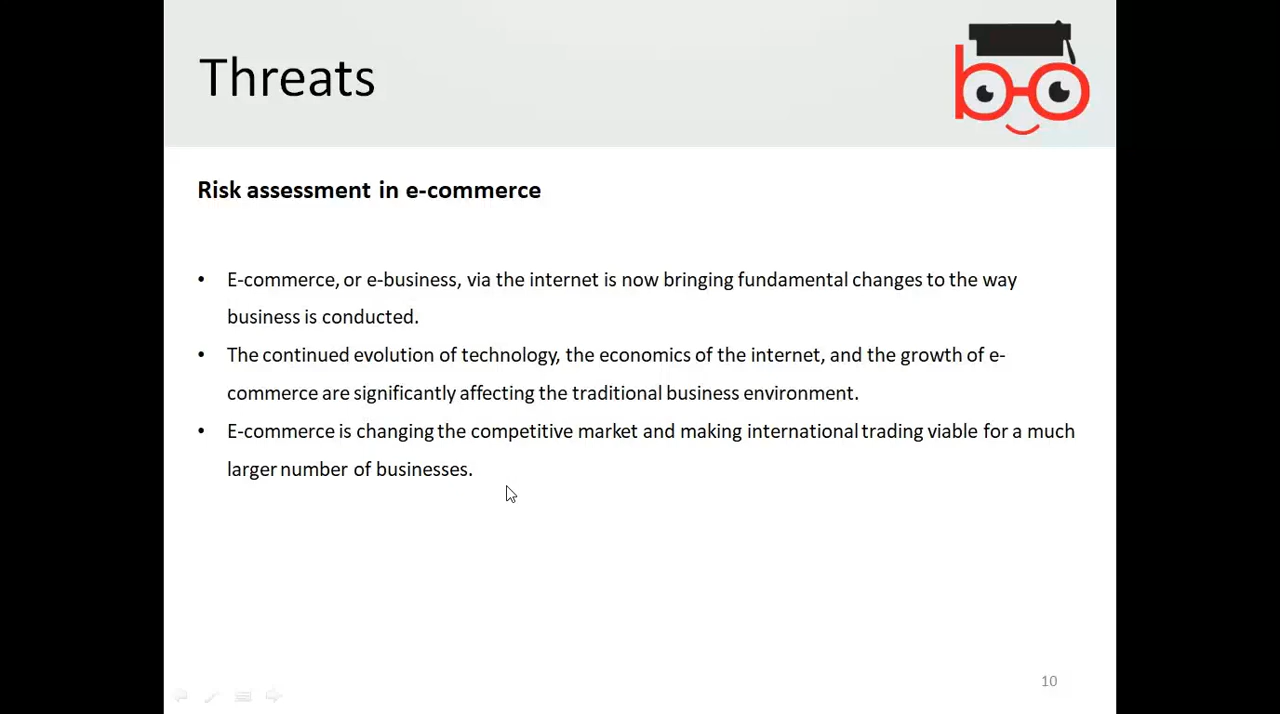 Threats
Risk assessment in e-commerce
• E-commerce, or e-business, via the internet is now bringing fundamental changes to the way
business is conducted.
• The continued evolution of technology, the economics of the internet, and the growth of e-
commerce are significantly affecting the traditional business environment.
• E-commerce is changing the competitive market and making international trading viable for a much
larger number of businesses.
10